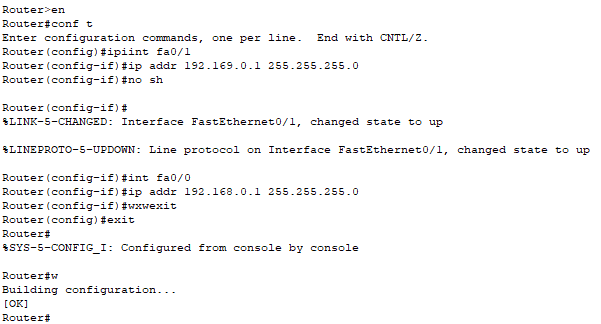 Router>en
Router#conf t
Enter configuration commands, one per line.  End with CNTL/Z.
Router(config)#ipiint fa0/1
Router(config-if)#ip addr 192.169.0.1 255.255.255.0
Router(config-if)#no sh
Router(config-if)#
%LINK-5-CHANGED: Interface FastEthernet0/1, changed state to up
%LINEPROTO-5-UPDOWN: Line protocol on Interface FastEthernet0/1, changed state to up
Router(config-if)#int fa0/0
Router(config-if)#ip addr 192.168.0.1 255.255.255.0
Router(config-if)#wxwexit
Router(config)#exit
Router#
%SYS-5-CONFIG_I: Configured from console by console
Router#w
Building configuration...
[OK]
Router#